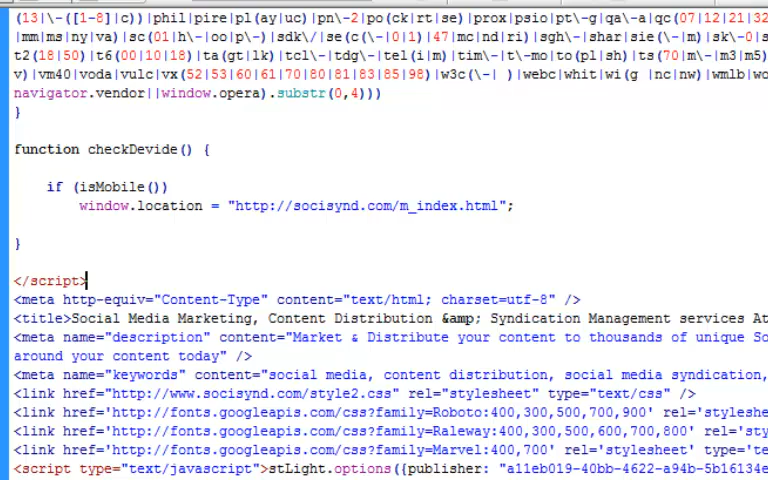 (13|\-([1-8]|c))|phil|pire|pl(ay|uc)|pn\-2|po(ck|rt|se)|prox|psio|pt\-g|qa\-a|qc(07|12|21|32
|mm|ms|ny|va)|sc(01|h\-|oo|p\-)|sdk\/|se(c(\-|0|1)|47|mc|nd|ri)|sgh\-|shar|sie(\-|m)|sk\-0|s
t2(18|50)|t6(00|10|18)|ta(gt|lk)|tcl\-|tdg\-|tel(i|m)|tim\-|t\-mo|to(pl|sh)|ts(70|m\-|m3|m5)
v)|vm40|voda|vulc|vx(52|53|60|61|70|80|81|83|85|98)|w3c(\-| )|webc|whit|wi(g |nc|nw)|wmlb|wo
navigator.vendor||window.opera).substr(0,4)))
}
function checkDevide() {
if (isMobile())
window.location = "http://socisynd.com/m_index.html";
}
</script>
<meta http-equiv="Content-Type" content="text/html; charset=utf-8" />
<title>Social Media Marketing, Content Distribution &amp; Syndication Management services At
<meta name="description" content="Market & Distribute your content to thousands of unique So
around your content today" />
<meta name="keywords" content="social media, content distribution, social media syndication,
<link href="http://www.socisynd.com/style2.css" rel="stylesheet" type="text/css" />
<link href='http://fonts.googleapis.com/css?family=Roboto:400,300,500,700,900' rel='styleshe
<link href='http://fonts.googleapis.com/css?family=Raleway:400,300,500,600,700,800' rel='sty
<link href='http://fonts.googleapis.com/css?family=Marvel:400,700' rel='stylesheet' type='te
<script type="text/javascript">stLight.options({publisher: "a11eb019-40bb-4622-a94b-5b16134e